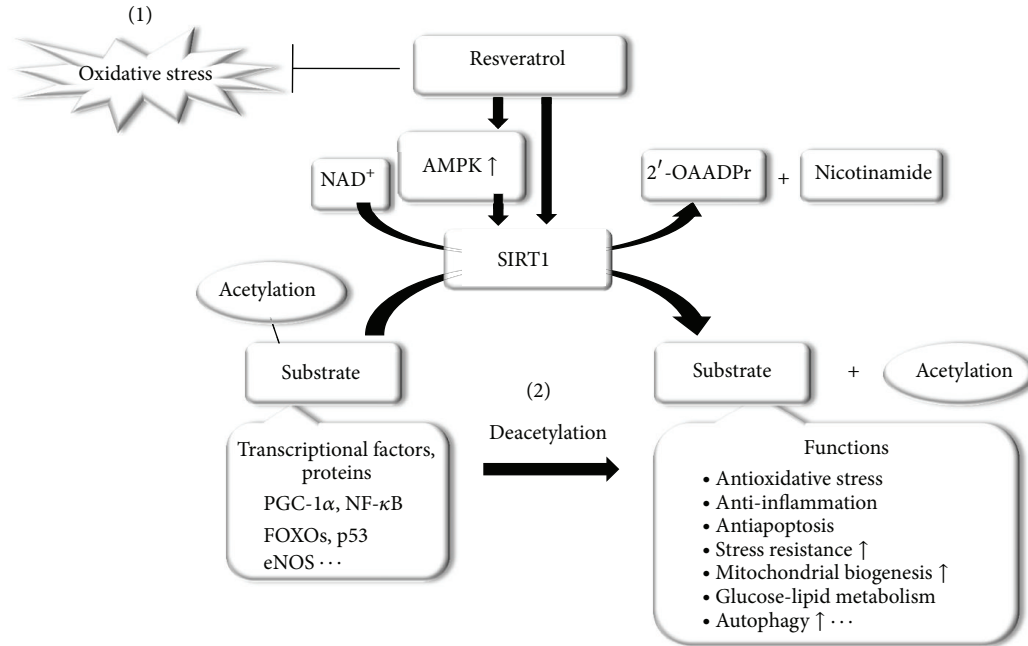 (1)
Oxidative stress
Resveratrol
AMPK ↑
NAD⁺
2′-OAADPr
+
Nicotinamide
SIRT1
Acetylation
Substrate
Substrate
+
Acetylation
(2)
Deacetylation
Transcriptional factors,
proteins
PGC-1α, NF-κB
FOXOs, p53
eNOS ⋯
Functions
• Antioxidative stress
• Anti-inflammation
• Antiapoptosis
• Stress resistance ↑
• Mitochondrial biogenesis ↑
• Glucose-lipid metabolism
• Autophagy ↑ ⋯